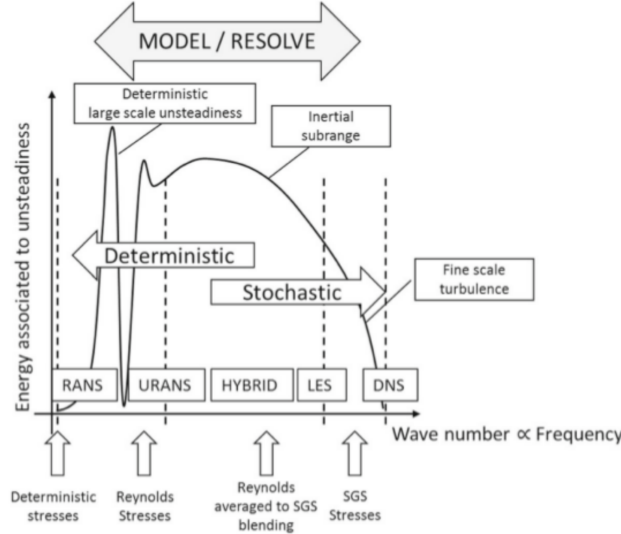 MODEL / RESOLVE
Deterministic
large scale unsteadiness
Inertial
subrange
Energy associated to unsteadiness
Deterministic
Stochastic
Fine scale
turbulence
RANS
URANS
HYBRID
LES
DNS
Wave number ∝ Frequency
Deterministic
stresses
Reynolds
Stresses
Reynolds
averaged to SGS
blending
SGS
Stresses